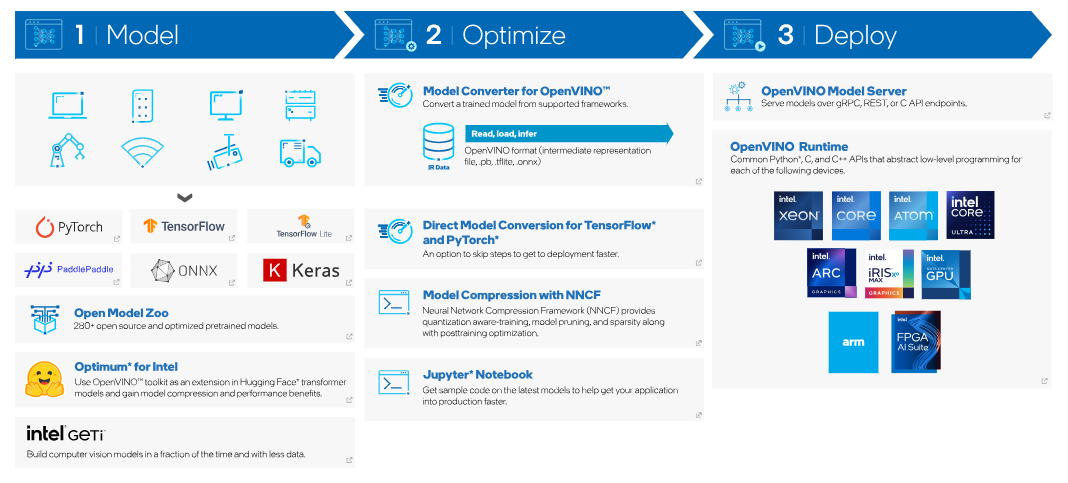 1 | Model
2 | Optimize
3 | Deploy
PyTorch
TensorFlow
TensorFlow Lite
PaddlePaddle
ONNX
Keras
Open Model Zoo
280+ open source and optimized pretrained models.
Optimum* for Intel
Use OpenVINO™ toolkit as an extension in Hugging Face* transformer
models and gain model compression and performance benefits.
intel GETi™
Build computer vision models in a fraction of the time and with less data.
Model Converter for OpenVINO™
Convert a trained model from supported frameworks.
Read, load, infer
IR Data
OpenVINO format (intermediate representation
file, .pb, .tflite, .onnx)
Direct Model Conversion for TensorFlow*
and PyTorch*
An option to skip steps to get to deployment faster.
Model Compression with NNCF
Neural Network Compression Framework (NNCF) provides
quantization aware-training, model pruning, and sparsity along
with posttraining optimization.
Jupyter* Notebook
Get sample code on the latest models to help get your application
into production faster.
OpenVINO Model Server
Serve models over gRPC, REST, or C API endpoints.
OpenVINO Runtime
Common Python*, C, and C++ APIs that abstract low-level programming for
each of the following devices.
intel.
XEON
intel.
CORE
intel.
ATOM
intel
CORE
ULTRA
intel.
ARC
GRAPHICS
intel.
iRIS Xe
MAX
GRAPHICS
intel.
DATA CENTER
GPU
arm
intel
FPGA
AI Suite